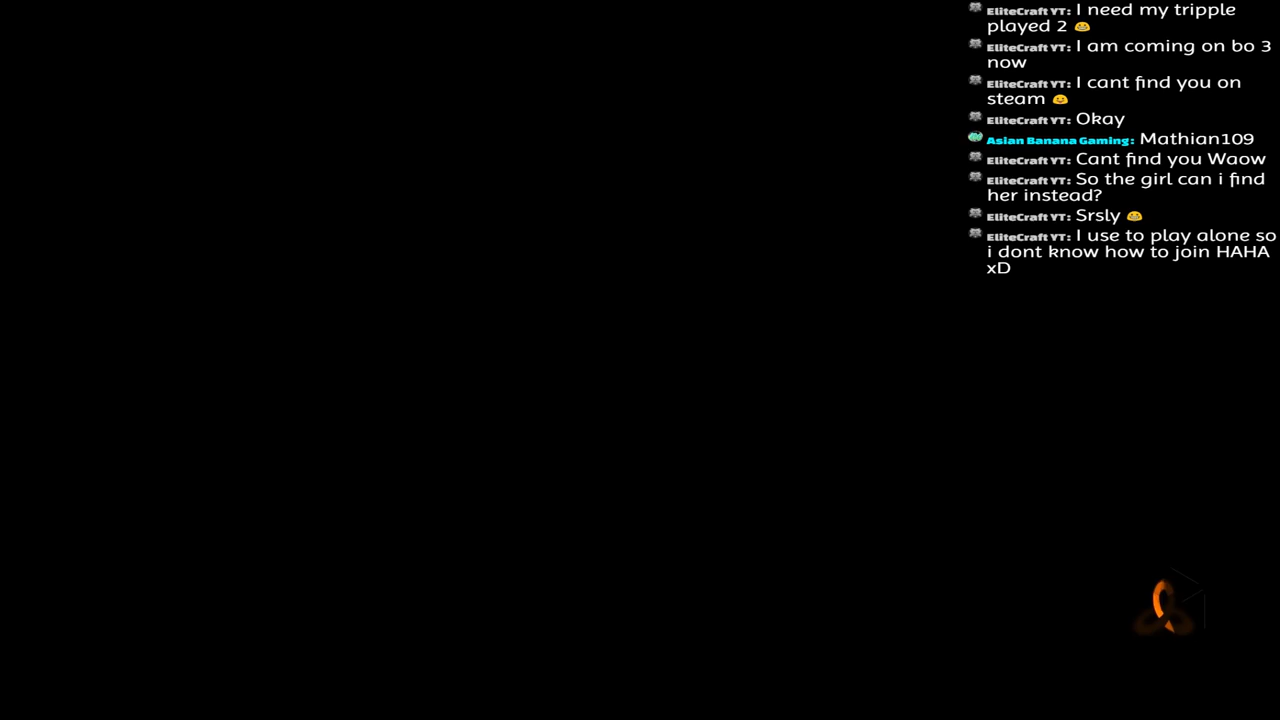 EliteCraft YT: I need my tripple
played 2
EliteCraft YT: I am coming on bo 3
now
EliteCraft YT: I cant find you on
steam
EliteCraft YT: Okay
Asian Banana Gaming: Mathian109
EliteCraft YT: Cant find you Waow
EliteCraft YT: So the girl can i find
her instead?
EliteCraft YT: Srsly
EliteCraft YT: I use to play alone so
i dont know how to join HAHA
xD